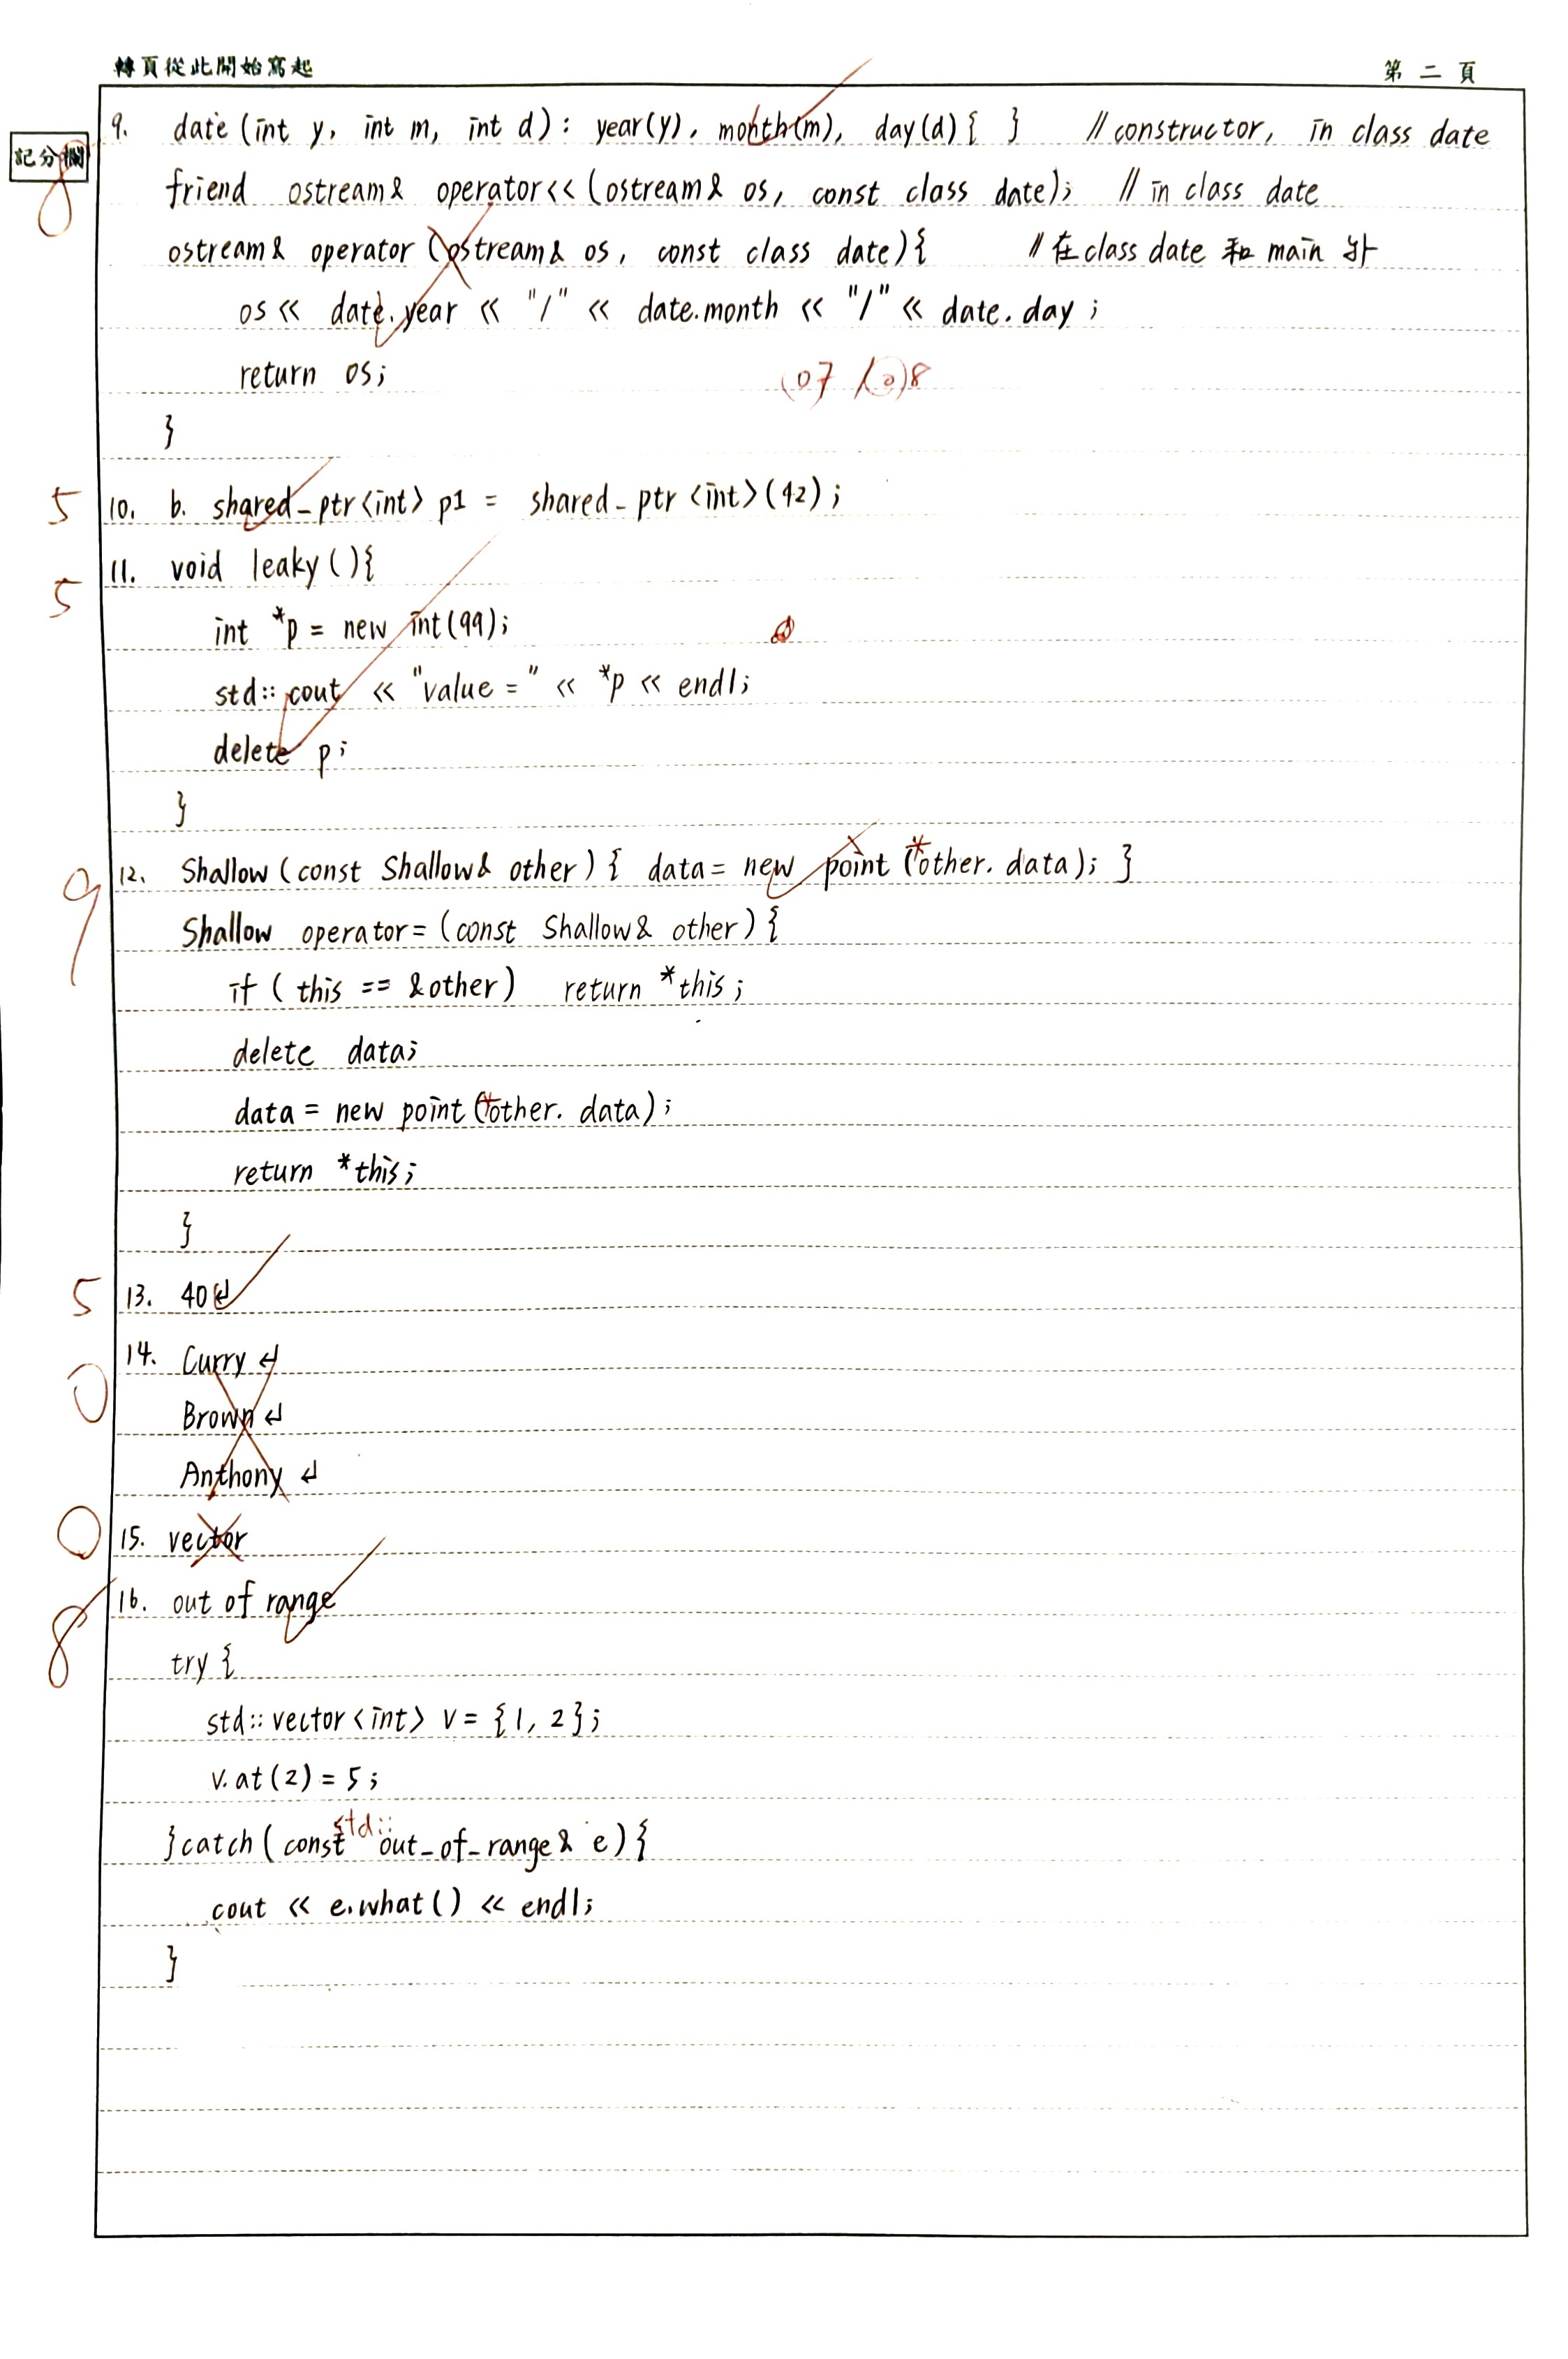 轉頁從此開始寫起
第 二 頁
記分欄
8
9. date (int y, int m, int d) : year(y), month(m), day(d) { } // constructor, in class date
friend ostream& operator<< (ostream& os, const class date); // in class date
ostream& operator (ostream& os, const class date){ // 在 class date 和 main 外
os << date.year << "/" << date.month << "/" << date.day ;
return os;
(07 /(0)8
}
5
10. b. shared_ptr<int> p1 = shared_ptr<int>(42);
5
11. void leaky(){
int *p = new int(99);
std::cout << "value=" << *p << endl;
delete p;
}
9
12. Shallow (const Shallow& other) { data = new point (*other. data); }
Shallow operator= (const Shallow& other) {
if ( this == &other) return *this;
delete data;
data = new point (*other. data);
return *this;
}
5
13. 40↵
0
14. Curry ↵
Brown ↵
Anthony ↵
0
15. vector
8
16. out of range
try {
std::vector<int> v = {1, 2};
v.at(2) = 5;
std::
}catch (const out_of_range& e){
cout << e.what() << endl;
}